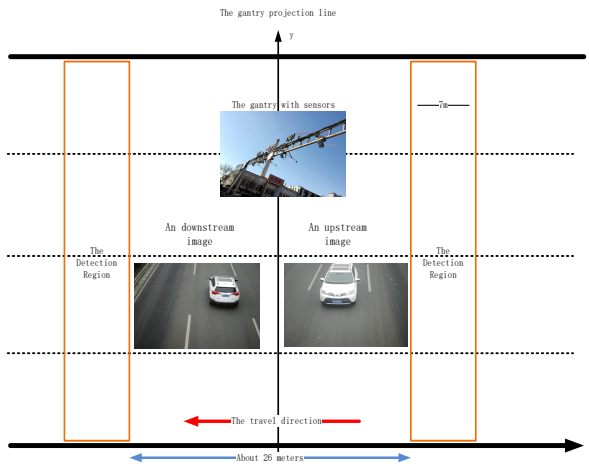 The gantry projection line
y
The gantry with sensors
7m
An downstream
image
An upstream
image
The
Detection
Region
The
Detection
Region
The travel direction
About 26 meters